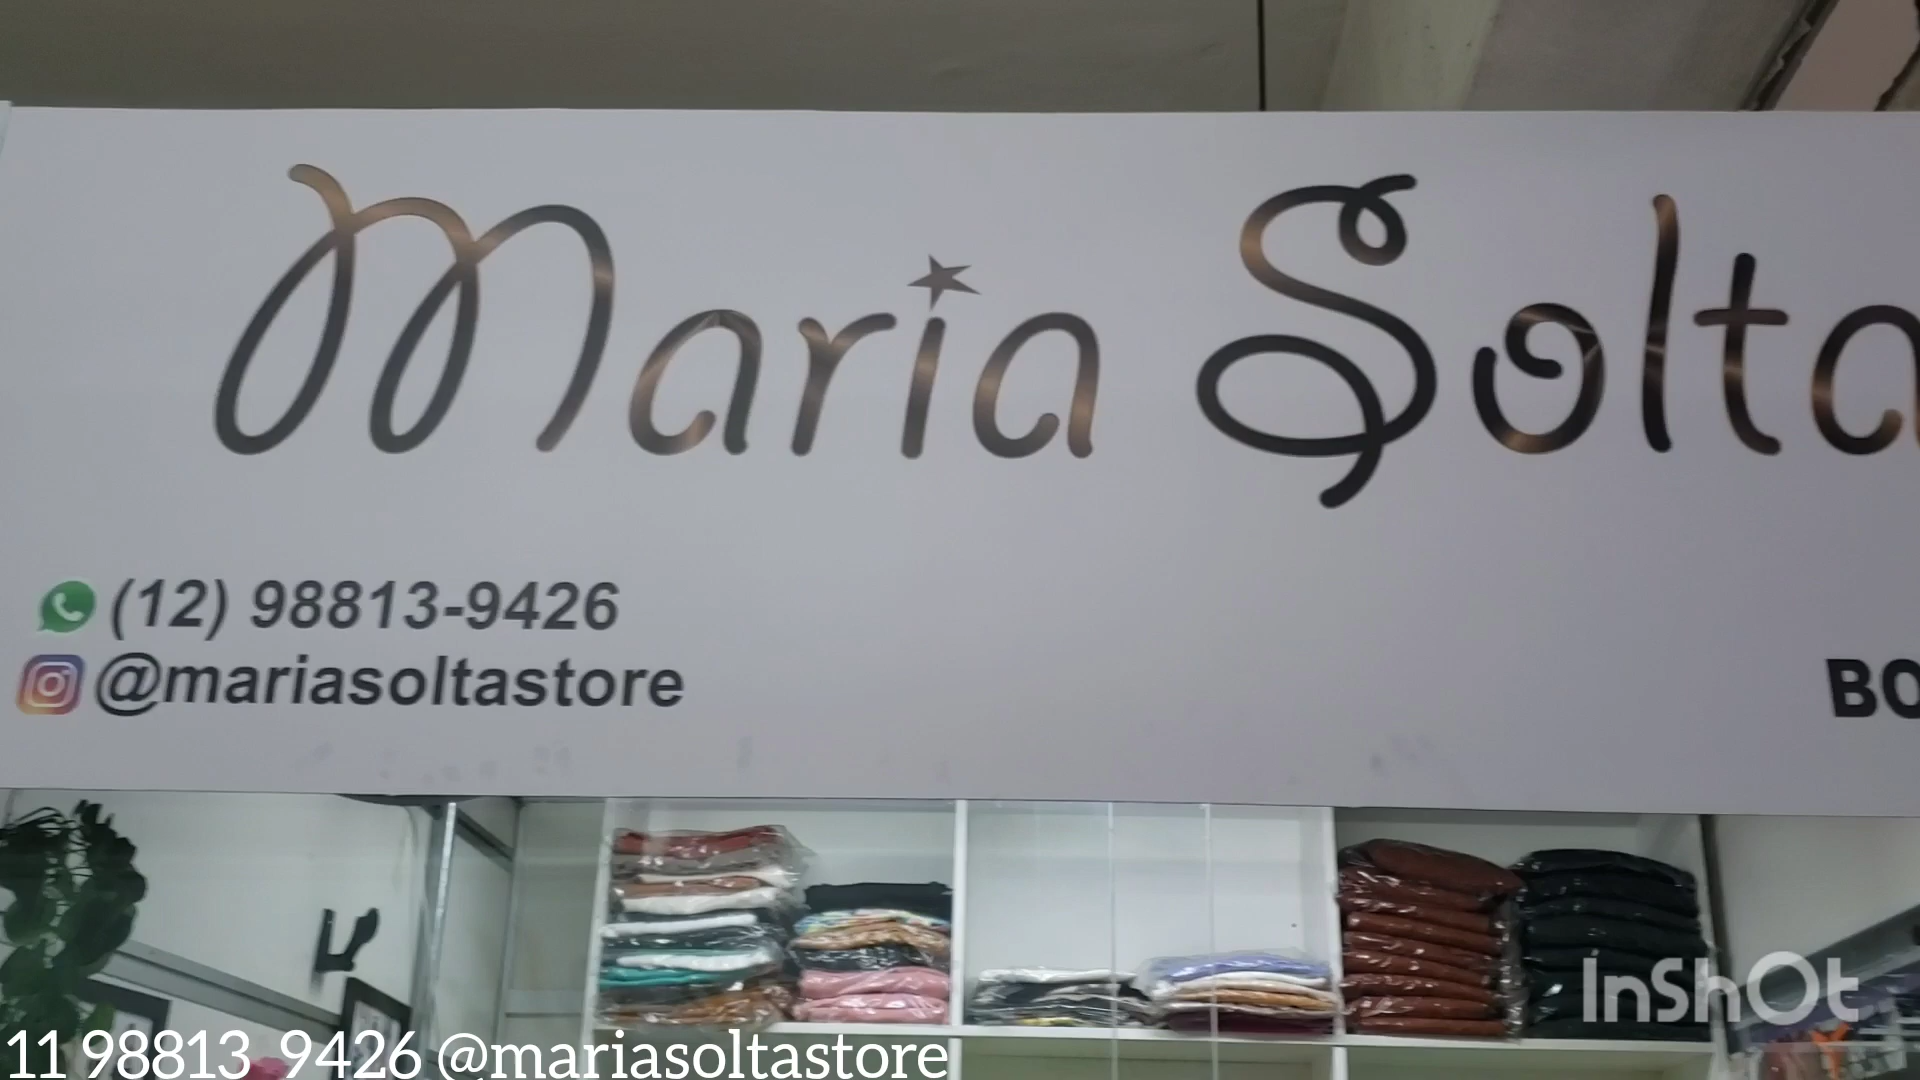 Maria Solta
(12) 98813-9426
@mariasoltastore
BO
InShOt
11 98813 9426 @mariasoltastore